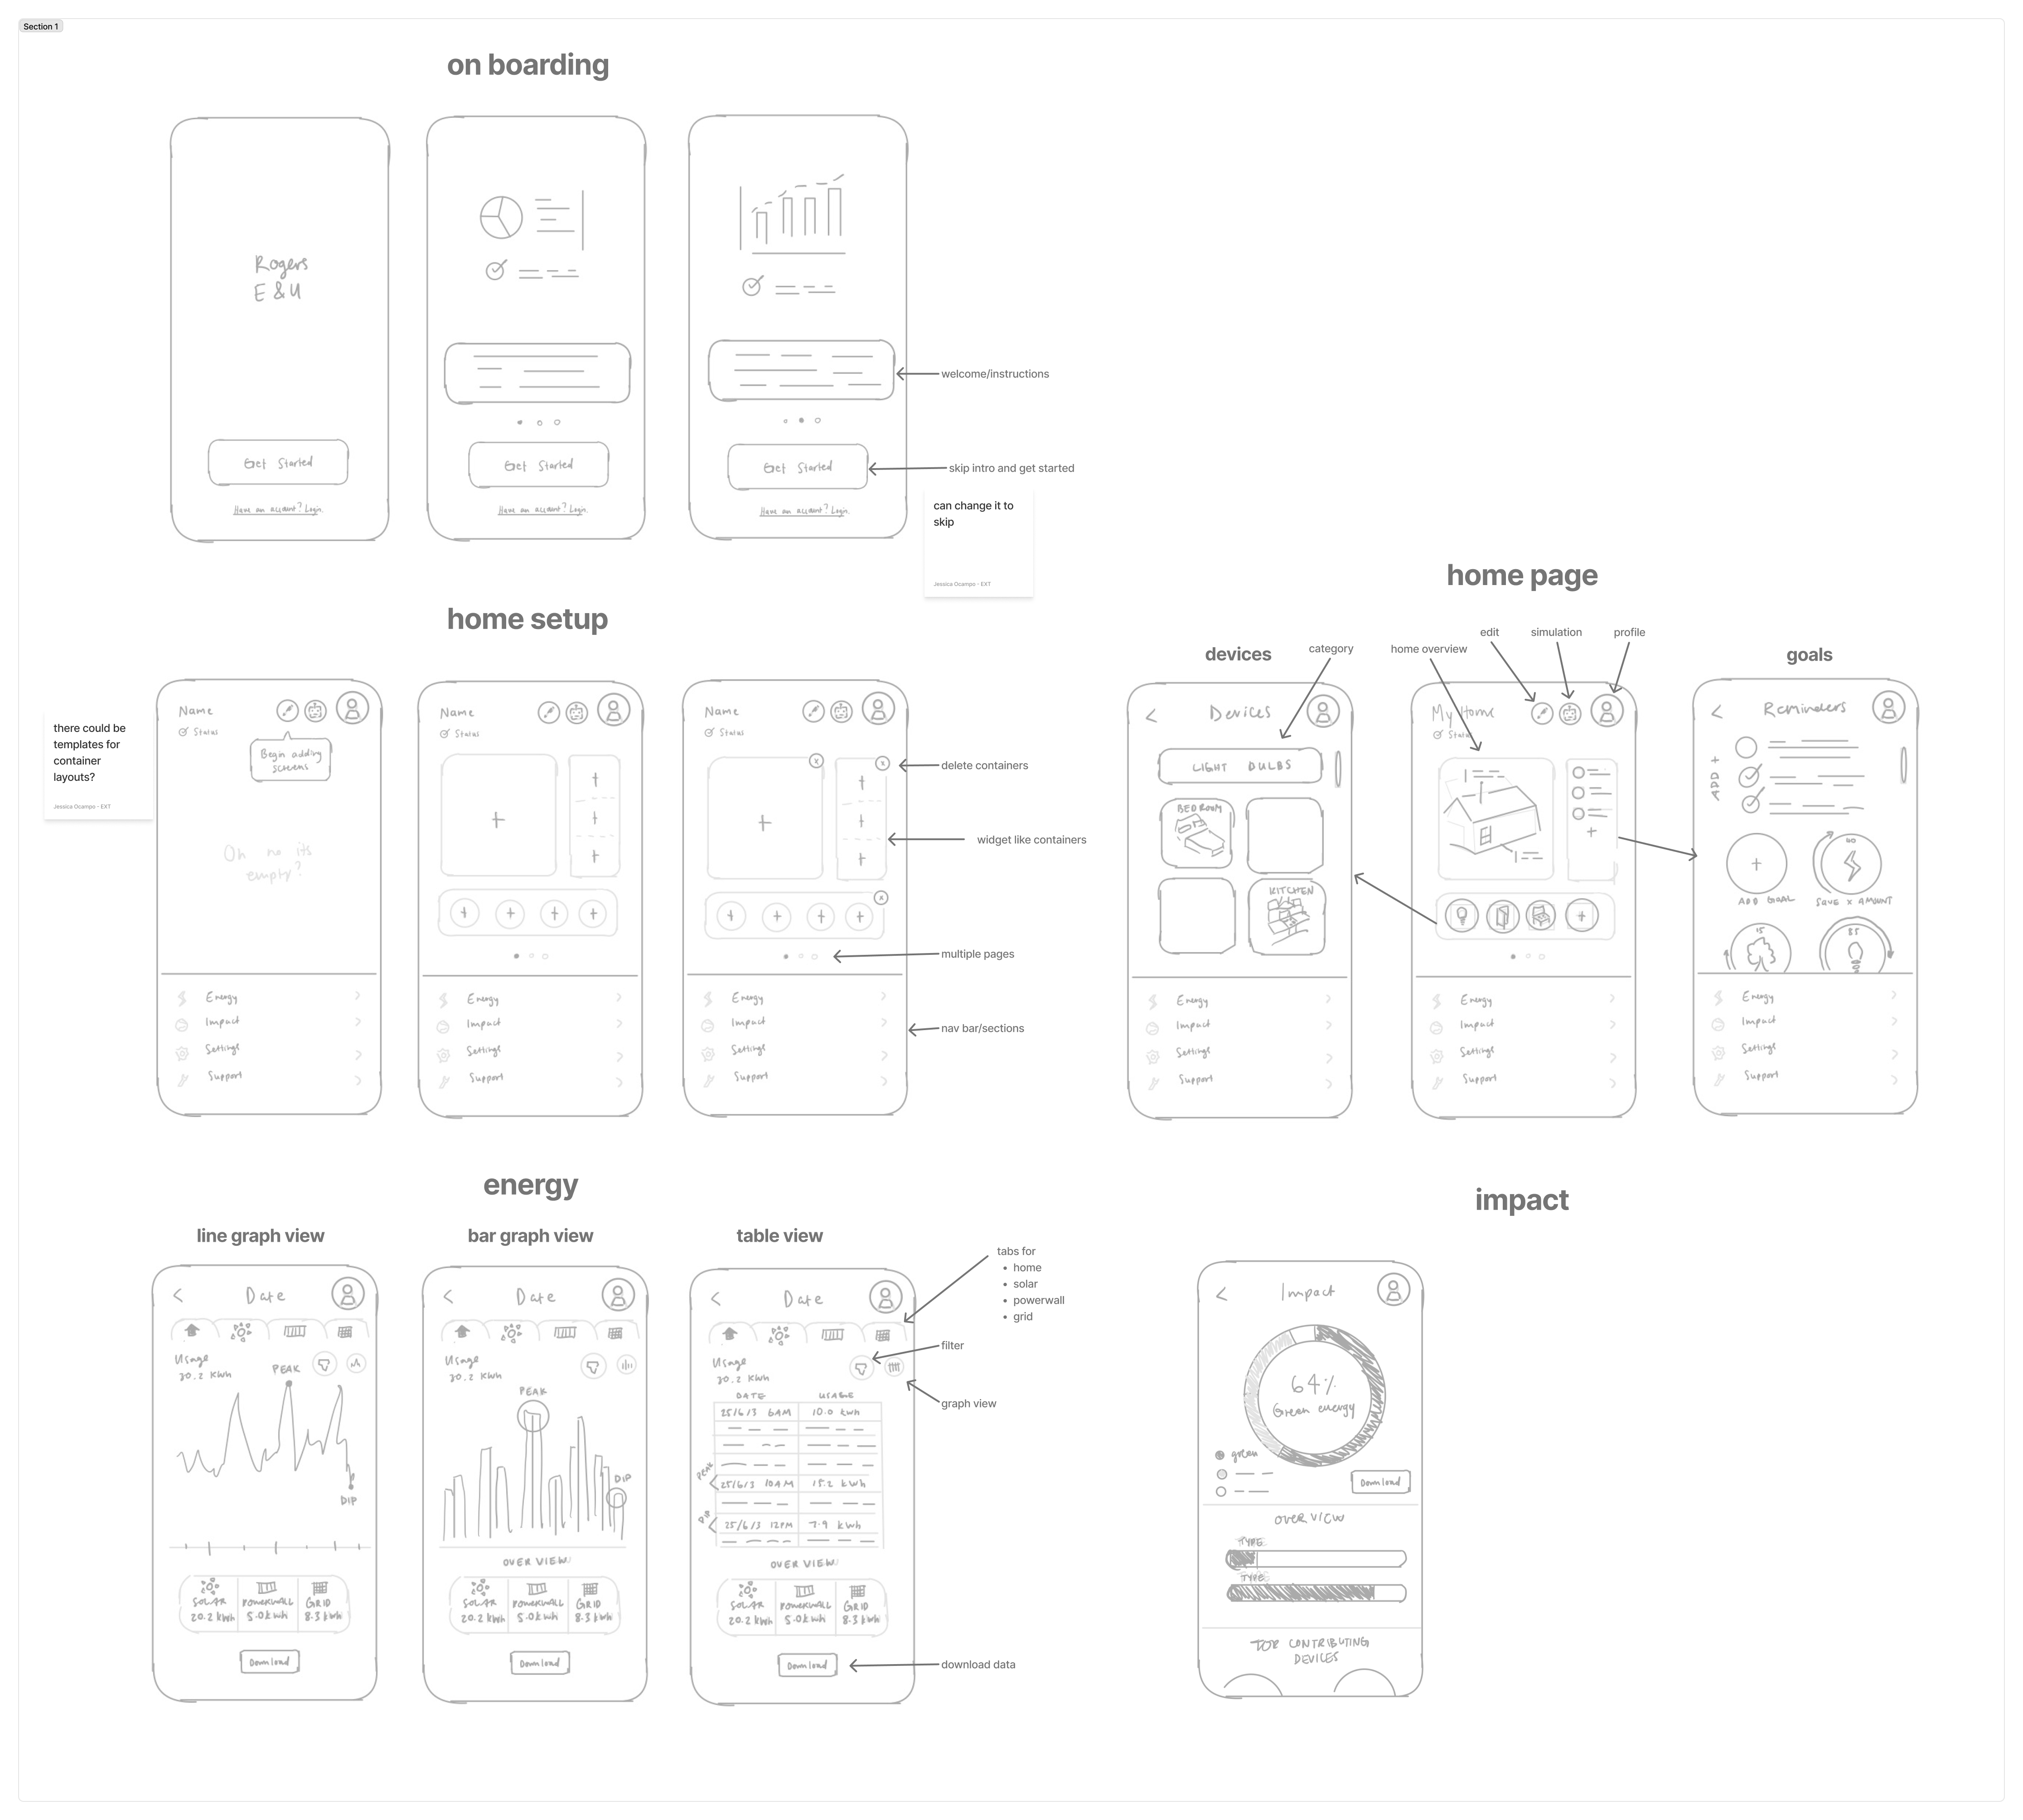 Section 1
on boarding
Rogers
E & U
Get Started
Have an account? Login.
Get Started
Have an account? Login.
Get Started
Have an account? Login.
welcome/instructions
skip intro and get started
can change it to
skip
Jessica Ocampo - EXT
home setup
there could be
templates for
container
layouts?
Jessica Ocampo - EXT
Name
Status
Begin adding
screens
Oh no its
empty?
Energy
Impact
Settings
Support
Name
Status
Energy
Impact
Settings
Support
Name
Status
Energy
Impact
Settings
Support
delete containers
widget like containers
multiple pages
nav bar/sections
home page
devices
category
home overview
edit
simulation
profile
goals
Devices
LIGHT BULBS
BEDROOM
KITCHEN
Energy
Impact
Settings
Support
My Home
Status
Energy
Impact
Settings
Support
Reminders
ADD +
60
ADD GOAL
SAVE X AMOUNT
15
85
Energy
Impact
Settings
Support
energy
line graph view
Date
Usage
30.2 kWh
PEAK
DIP
SOLAR
20.2 kWh
POWERWALL
5.0 kWh
GRID
8.3 kWh
Download
bar graph view
Date
Usage
30.2 kWh
PEAK
DIP
OVERVIEW
SOLAR
20.2 kWh
POWERWALL
5.0 kWh
GRID
8.3 kWh
Download
table view
Date
Usage
30.2 kWh
DATE USAGE
25/6/13 6AM 10.0 kwh
PEAK
25/6/13 10AM 15.2 kwh
DIP
25/6/13 12PM 7.9 kwh
OVERVIEW
SOLAR
20.2 kWh
POWERWALL
5.0 kWh
GRID
8.3 kWh
Download
tabs for
home
solar
powerwall
grid
filter
graph view
download data
impact
Impact
64%
Green energy
green
Download
OVERVIEW
TYPE
TYPE
TOP CONTRIBUTING
DEVICES